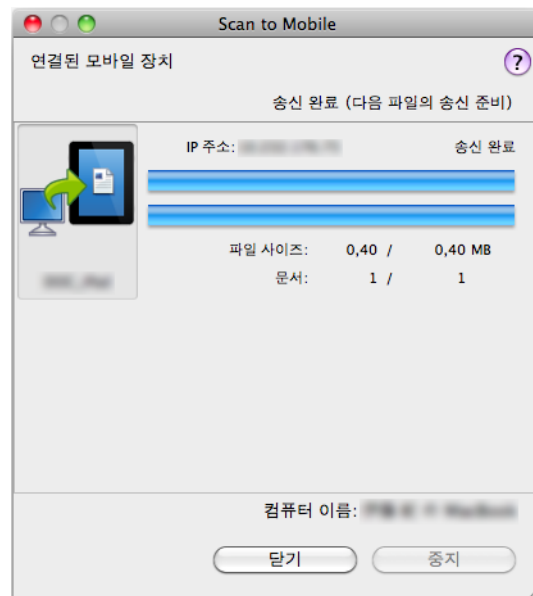 Scan to Mobile
연결된 모바일 장치
?
송신 완료 (다음 파일의 송신 준비)
IP 주소: 송신 완료
파일 사이즈: 0,40 / 0,40 MB
문서: 1 / 1
컴퓨터 이름:
닫기 중지